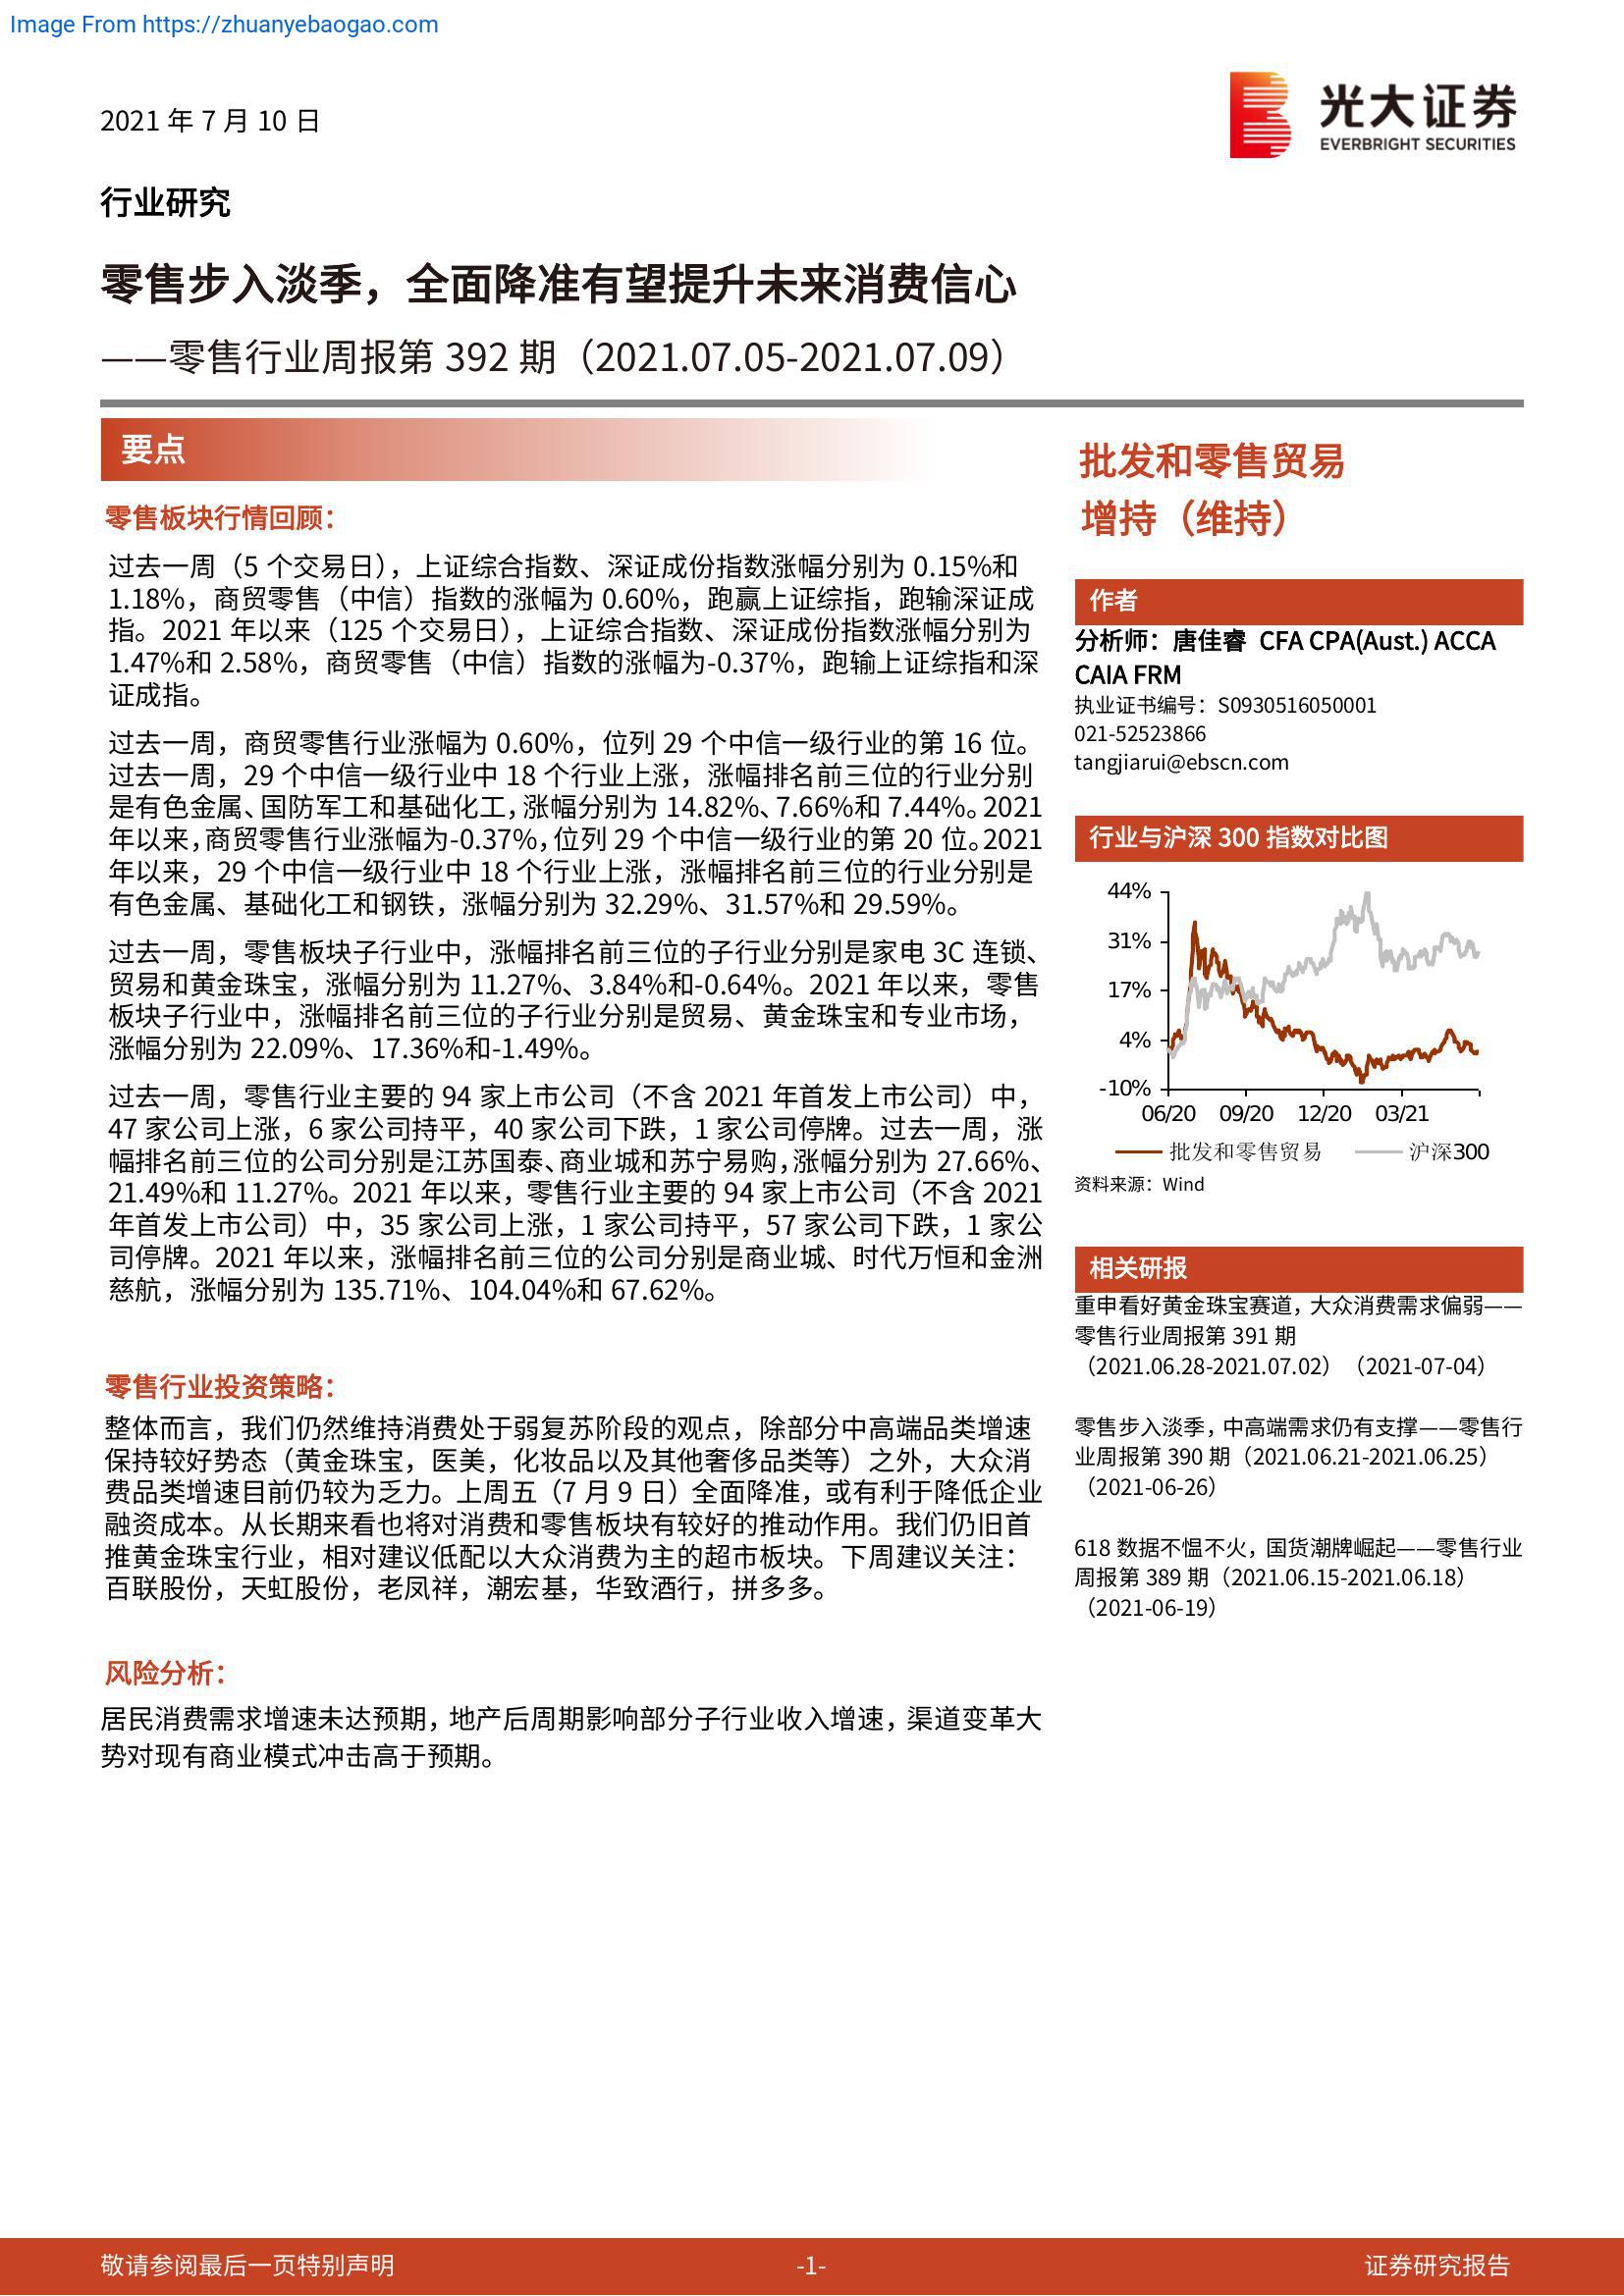 Image From https://zhuanyebaogao.com
2021 年 7 月 10 日
光大证券
EVERBRIGHT SECURITIES
行业研究
零售步入淡季，全面降准有望提升未来消费信心
——零售行业周报第 392 期（2021.07.05-2021.07.09）
要点
零售板块行情回顾：
过去一周（5 个交易日），上证综合指数、深证成份指数涨幅分别为 0.15%和
1.18%，商贸零售（中信）指数的涨幅为 0.60%，跑赢上证综指，跑输深证成
指。2021 年以来（125 个交易日），上证综合指数、深证成份指数涨幅分别为
1.47%和 2.58%，商贸零售（中信）指数的涨幅为-0.37%，跑输上证综指和深
证成指。
过去一周，商贸零售行业涨幅为 0.60%，位列 29 个中信一级行业的第 16 位。
过去一周，29 个中信一级行业中 18 个行业上涨，涨幅排名前三位的行业分别
是有色金属、国防军工和基础化工，涨幅分别为 14.82%、7.66%和 7.44%。2021
年以来，商贸零售行业涨幅为-0.37%，位列 29 个中信一级行业的第 20 位。2021
年以来，29 个中信一级行业中 18 个行业上涨，涨幅排名前三位的行业分别是
有色金属、基础化工和钢铁，涨幅分别为 32.29%、31.57%和 29.59%。
过去一周，零售板块子行业中，涨幅排名前三位的子行业分别是家电 3C 连锁、
贸易和黄金珠宝，涨幅分别为 11.27%、3.84%和-0.64%。2021 年以来，零售
板块子行业中，涨幅排名前三位的子行业分别是贸易、黄金珠宝和专业市场，
涨幅分别为 22.09%、17.36%和-1.49%。
过去一周，零售行业主要的 94 家上市公司（不含 2021 年首发上市公司）中，
47 家公司上涨，6 家公司持平，40 家公司下跌，1 家公司停牌。过去一周，涨
幅排名前三位的公司分别是江苏国泰、商业城和苏宁易购，涨幅分别为 27.66%、
21.49%和 11.27%。2021 年以来，零售行业主要的 94 家上市公司（不含 2021
年首发上市公司）中，35 家公司上涨，1 家公司持平，57 家公司下跌，1 家公
司停牌。2021 年以来，涨幅排名前三位的公司分别是商业城、时代万恒和金洲
慈航，涨幅分别为 135.71%、104.04%和 67.62%。
零售行业投资策略：
整体而言，我们仍然维持消费处于弱复苏阶段的观点，除部分中高端品类增速
保持较好势态（黄金珠宝，医美，化妆品以及其他奢侈品类等）之外，大众消
费品类增速目前仍较为乏力。上周五（7 月 9 日）全面降准，或有利于降低企业
融资成本。从长期来看也将对消费和零售板块有较好的推动作用。我们仍旧首
推黄金珠宝行业，相对建议低配以大众消费为主的超市板块。下周建议关注：
百联股份，天虹股份，老凤祥，潮宏基，华致酒行，拼多多。
风险分析：
居民消费需求增速未达预期，地产后周期影响部分子行业收入增速，渠道变革大
势对现有商业模式冲击高于预期。
批发和零售贸易
增持（维持）
作者
分析师：唐佳睿 CFA CPA(Aust.) ACCA
CAIA FRM
执业证书编号：S0930516050001
021-52523866
tangjiarui@ebscn.com
行业与沪深 300 指数对比图
44%
31%
17%
4%
-10%
06/20 09/20 12/20 03/21
批发和零售贸易 沪深300
资料来源：Wind
相关研报
重申看好黄金珠宝赛道，大众消费需求偏弱——
零售行业周报第 391 期
（2021.06.28-2021.07.02）（2021-07-04）
零售步入淡季，中高端需求仍有支撑——零售行
业周报第 390 期（2021.06.21-2021.06.25）
（2021-06-26）
618 数据不愠不火，国货潮牌崛起——零售行业
周报第 389 期（2021.06.15-2021.06.18）
（2021-06-19）
敬请参阅最后一页特别声明
-1-
证券研究报告